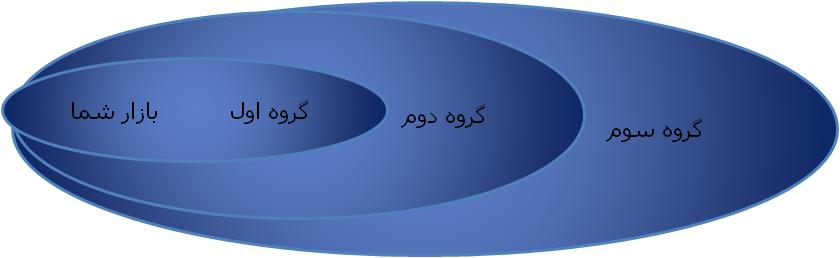 بازار شما
گروه اول
گروه دوم
گروه سوم